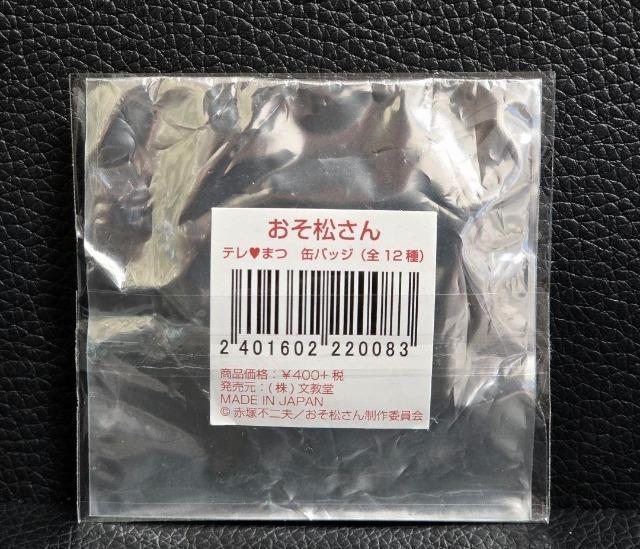 おそ松さん
テレ♥まつ 缶バッジ（全12種）
2 401602 220083
商品価格：￥400+税
発売元：（株）文教堂
MADE IN JAPAN
© 赤塚不二夫／おそ松さん制作委員会